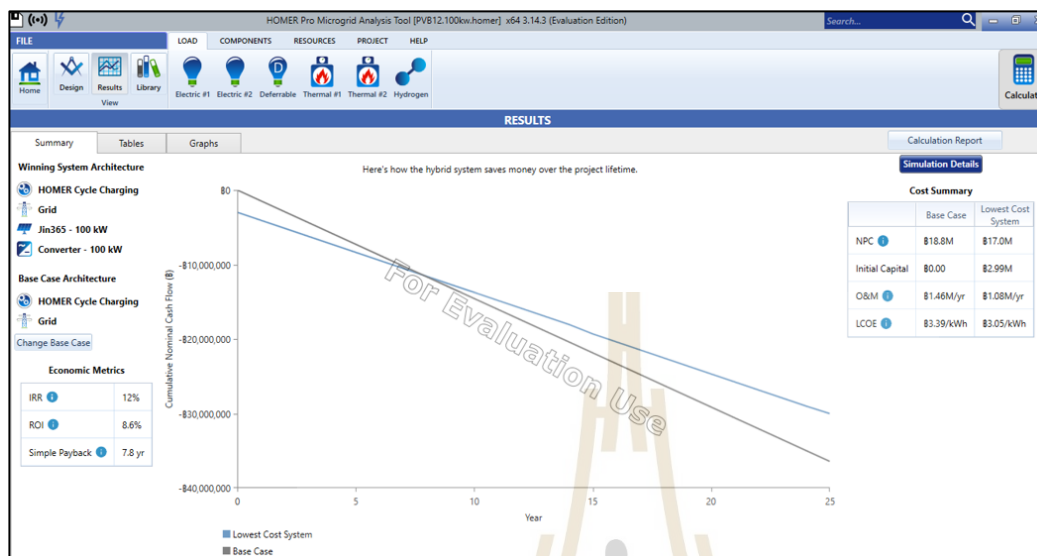 HOMER Pro Microgrid Analysis Tool [PVB12.100kw.homer] x64 3.14.3 (Evaluation Edition)
Search...
FILE
LOAD
COMPONENTS
RESOURCES
PROJECT
HELP
Home
Design
Results
Library
View
Electric #1
Electric #2
Deferrable
Thermal #1
Thermal #2
Hydrogen
Calculat
RESULTS
Summary
Tables
Graphs
Calculation Report
Simulation Details
Winning System Architecture
HOMER Cycle Charging
Grid
Jin365 - 100 kW
Converter - 100 kW
Base Case Architecture
HOMER Cycle Charging
Grid
Change Base Case
Economic Metrics
IRR 12%
ROI 8.6%
Simple Payback 7.8 yr
Here's how the hybrid system saves money over the project lifetime.
Cumulative Nominal Cash Flow (฿)
฿0
-฿10,000,000
-฿20,000,000
-฿30,000,000
-฿40,000,000
0 5 10 15 20 25
Year
For Evaluation Use
Lowest Cost System
Base Case
Cost Summary
Base Case
Lowest Cost
System
NPC ฿18.8M ฿17.0M
Initial Capital ฿0.00 ฿2.99M
O&M ฿1.46M/yr ฿1.08M/yr
LCOE ฿3.39/kWh ฿3.05/kWh